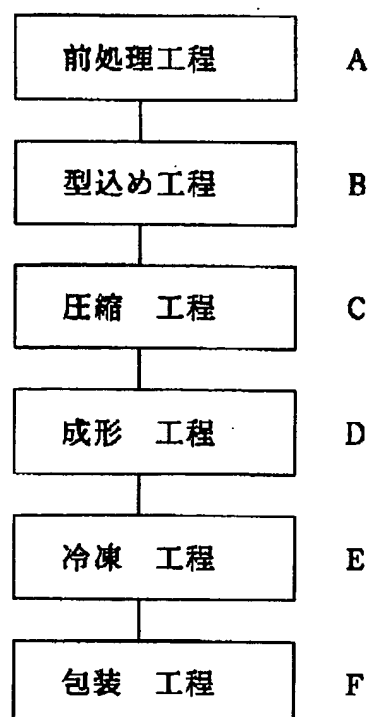 前処理工程 A
型込め工程 B
圧縮 工程 C
成形 工程 D
冷凍 工程 E
包装 工程 F